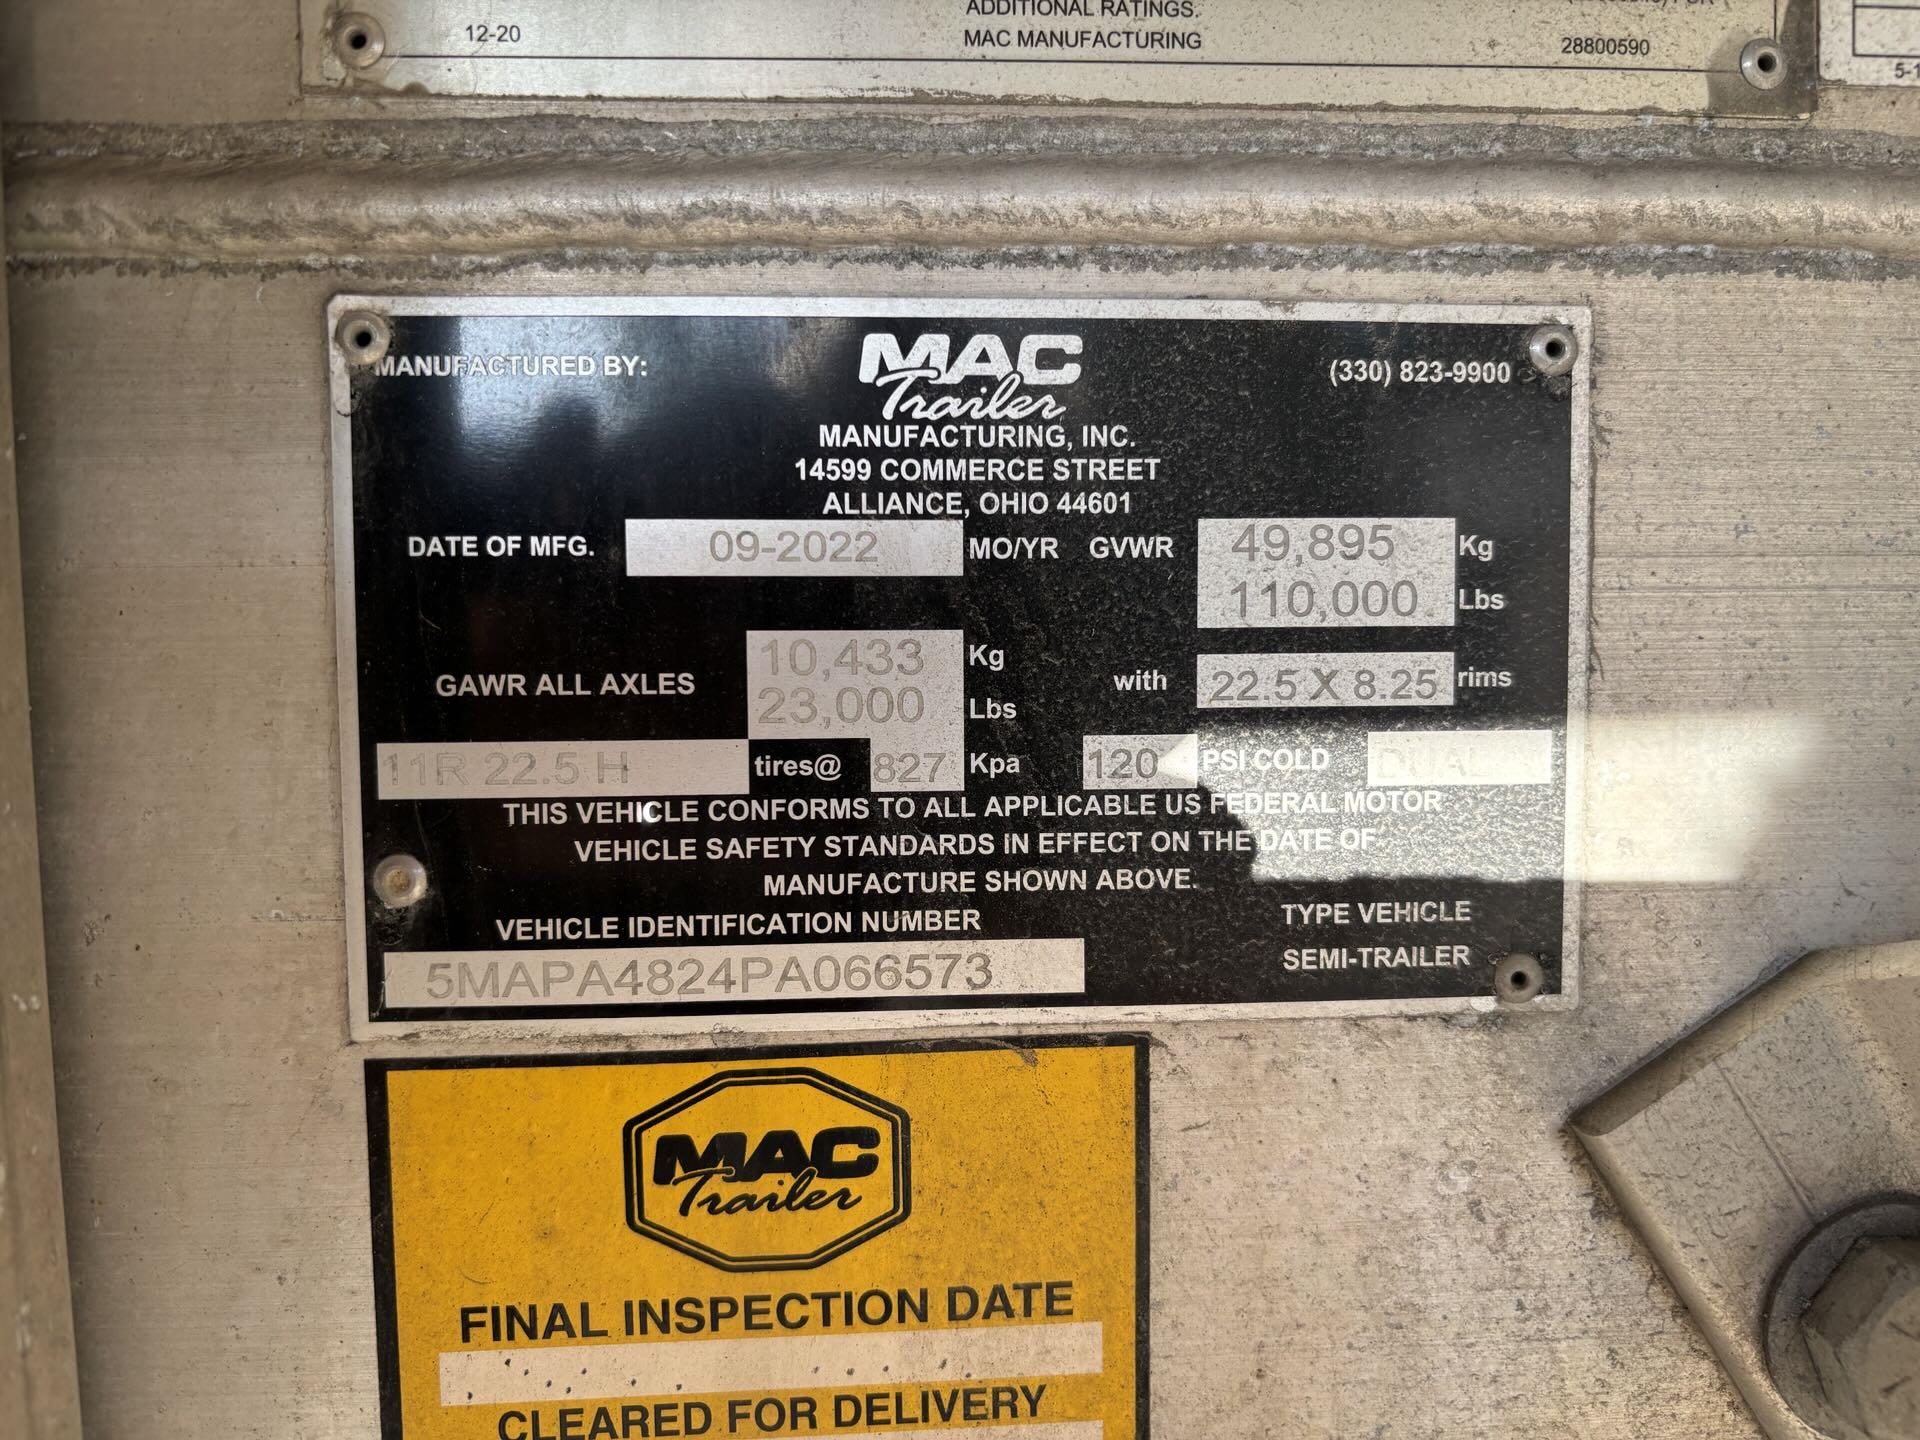 ADDITIONAL RATINGS.
12-20 MAC MANUFACTURING 28800590
MANUFACTURED BY: MAC (330) 823-9900
Trailer
MANUFACTURING, INC.
14599 COMMERCE STREET
ALLIANCE, OHIO 44601
DATE OF MFG. 09-2022 MO/YR GVWR 49,895 Kg
110,000 Lbs
GAWR ALL AXLES 10,433 Kg with 22.5 X 8.25 rims
23,000 Lbs
11R 22.5 H tires@ 827 Kpa 120 PSI COLD DUAL
THIS VEHICLE CONFORMS TO ALL APPLICABLE US FEDERAL MOTOR
VEHICLE SAFETY STANDARDS IN EFFECT ON THE DATE OF
MANUFACTURE SHOWN ABOVE.
VEHICLE IDENTIFICATION NUMBER TYPE VEHICLE
5MAPA4824PA066573 SEMI-TRAILER
MAC
Trailer
FINAL INSPECTION DATE
CLEARED FOR DELIVERY